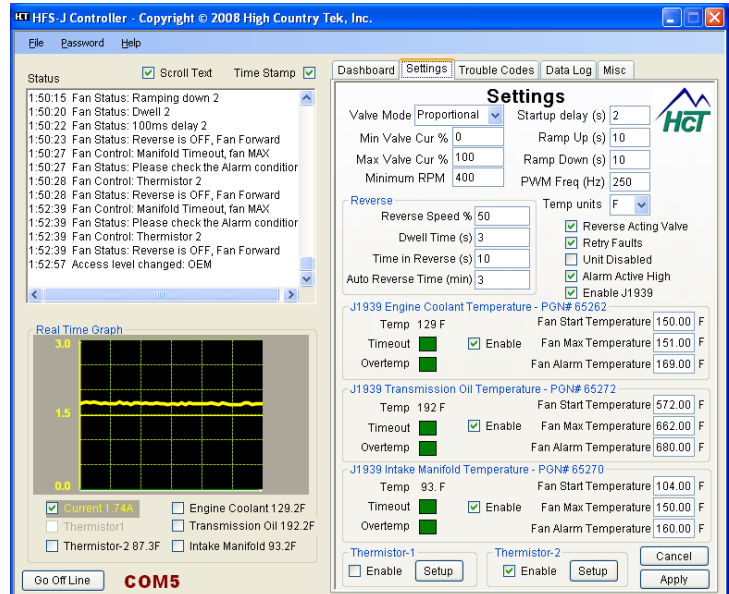 HCT HFS-J Controller - Copyright © 2008 High Country Tek, Inc.
File Password Help
Status Scroll Text Time Stamp
1:50:15 Fan Status: Ramping down 2
1:50:20 Fan Status: Dwell 2
1:50:22 Fan Status: 100ms delay 2
1:50:23 Fan Status: Reverse is OFF, Fan Forward
1:50:27 Fan Control: Manifold Timeout, fan MAX
1:50:27 Fan Status: Please check the Alarm condition
1:50:28 Fan Control: Thermistor 2
1:50:28 Fan Status: Reverse is OFF, Fan Forward
1:52:39 Fan Control: Manifold Timeout, fan MAX
1:52:39 Fan Status: Please check the Alarm condition
1:52:39 Fan Control: Thermistor 2
1:52:39 Fan Status: Reverse is OFF, Fan Forward
1:52:57 Access level changed: OEM
Real Time Graph
3.0
1.5
0.0
Current 1.74A Engine Coolant 129.2F
Thermistor1 Transmission Oil 192.2F
Thermistor-2 87.3F Intake Manifold 93.2F
Go Off Line COM5
Dashboard Settings Trouble Codes Data Log Misc
Settings
HCT
Valve Mode Proportional Startup delay (s) 2
Min Valve Cur % 0 Ramp Up (s) 10
Max Valve Cur % 100 Ramp Down (s) 10
Minimum RPM 400 PWM Freq (Hz) 250
Reverse Temp units F
Reverse Speed % 50 Reverse Acting Valve
Dwell Time (s) 3 Retry Faults
Time in Reverse (s) 10 Unit Disabled
Auto Reverse Time (min) 3 Alarm Active High
Enable J1939
J1939 Engine Coolant Temperature - PGN# 65262
Temp 129 F Fan Start Temperature 150.00 F
Timeout Enable Fan Max Temperature 151.00 F
Overtemp Fan Alarm Temperature 169.00 F
J1939 Transmission Oil Temperature - PGN# 65272
Temp 192 F Fan Start Temperature 572.00 F
Timeout Enable Fan Max Temperature 662.00 F
Overtemp Fan Alarm Temperature 680.00 F
J1939 Intake Manifold Temperature - PGN# 65270
Temp 93. F Fan Start Temperature 104.00 F
Timeout Enable Fan Max Temperature 150.00 F
Overtemp Fan Alarm Temperature 160.00 F
Thermistor-1 Thermistor-2 Cancel
Enable Setup Enable Setup Apply